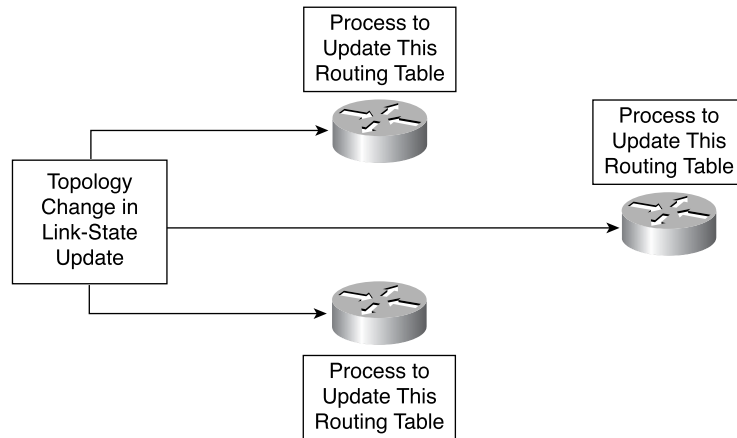 Process to
Update This
Routing Table
Process to
Update This
Routing Table
Topology
Change in
Link-State
Update
Process to
Update This
Routing Table